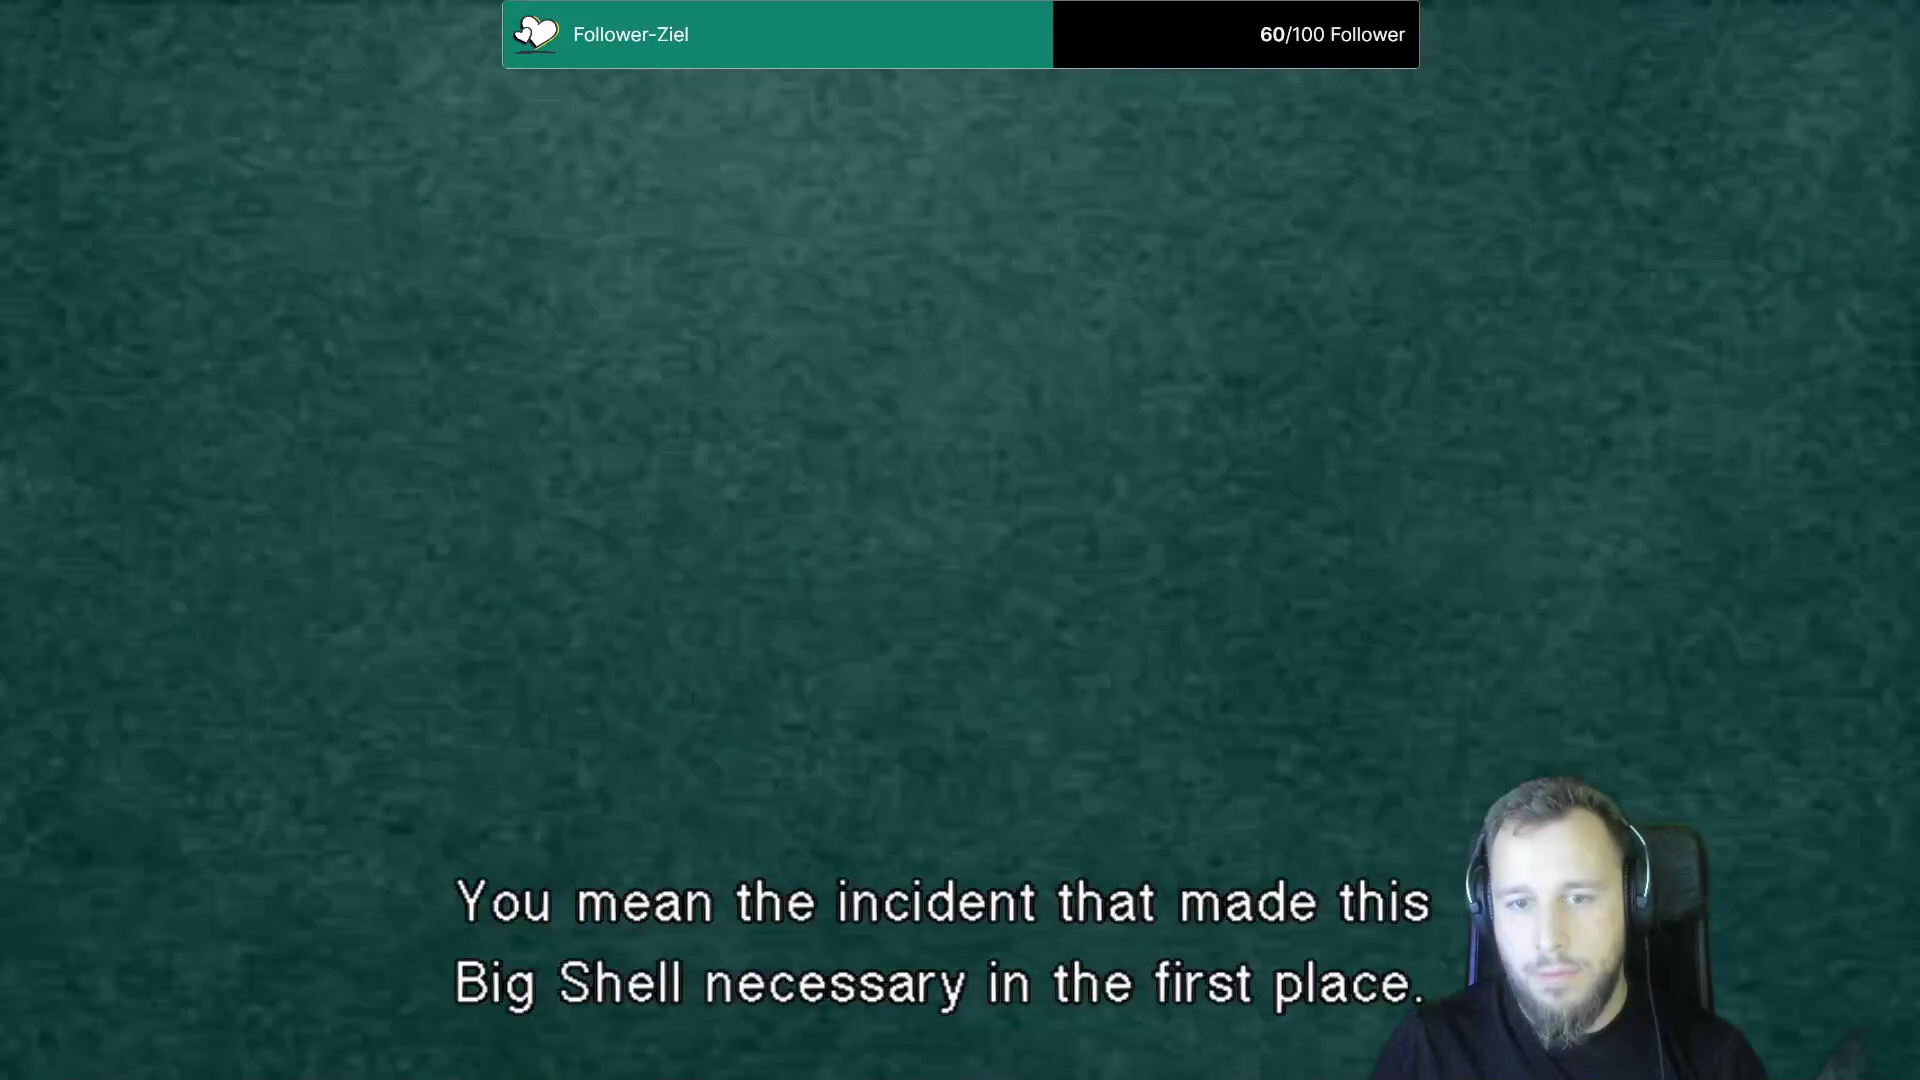 Follower-Ziel
60/100 Follower
You mean the incident that made this
Big Shell necessary in the first place.